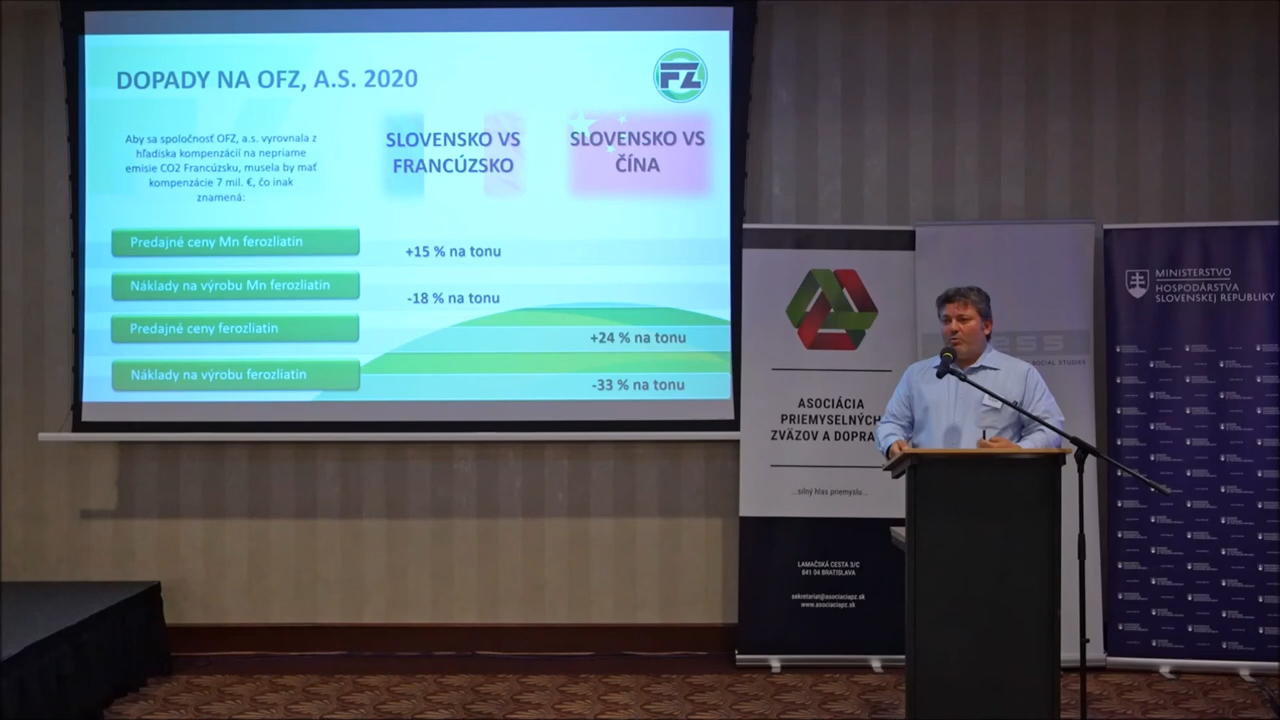 DOPADY NA OFZ, A.S. 2020
FZ
Aby sa spoločnosť OFZ, a.s. vyrovnala z
hľadiska kompenzácií na nepriame
emisie CO2 Francúzsku, musela by mať
kompenzácie 7 mil. €, čo inak
znamená:
SLOVENSKO VS
FRANCÚZSKO
SLOVENSKO VS
ČÍNA
Predajné ceny Mn ferozliatin
+15 % na tonu
Náklady na výrobu Mn ferozliatin
-18 % na tonu
Predajné ceny ferozliatin
+24 % na tonu
Náklady na výrobu ferozliatin
-33 % na tonu
ASOCIÁCIA
PRIEMYSELNÝCH
ZVÄZOV A DOPRA
...silný hlas priemyslu...
LAMAČSKÁ CESTA 3/C
841 04 BRATISLAVA
sekretariat@asociaciapz.sk
www.asociaciapz.sk
ess
SOCIAL STUDIES
MINISTERSTVO
HOSPODÁRSTVA
SLOVENSKEJ REPUBLIKY